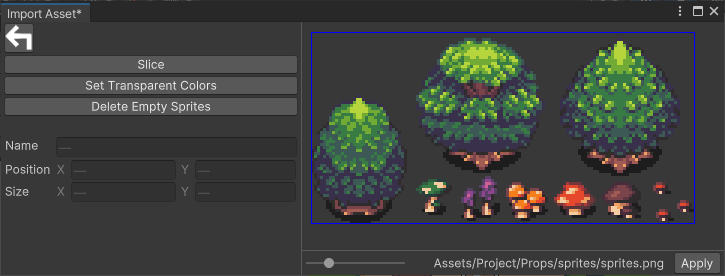 Import Asset*
Slice
Set Transparent Colors
Delete Empty Sprites
Name —
Position X — Y —
Size X — Y —
Assets/Project/Props/sprites/sprites.png Apply